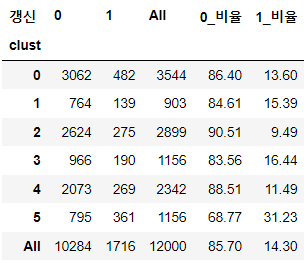 갱신 0 1 All 0_비율 1_비율
clust
0 3062 482 3544 86.40 13.60
1 764 139 903 84.61 15.39
2 2624 275 2899 90.51 9.49
3 966 190 1156 83.56 16.44
4 2073 269 2342 88.51 11.49
5 795 361 1156 68.77 31.23
All 10284 1716 12000 85.70 14.30